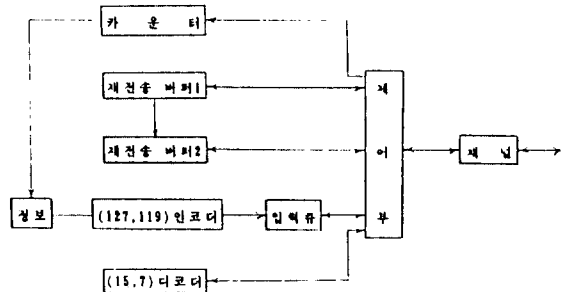 카 운 터
재전송 버퍼1
재전송 버퍼2
제 어 부
채 널
정보
(127,119)인코더
입력큐
(15,7)디코더